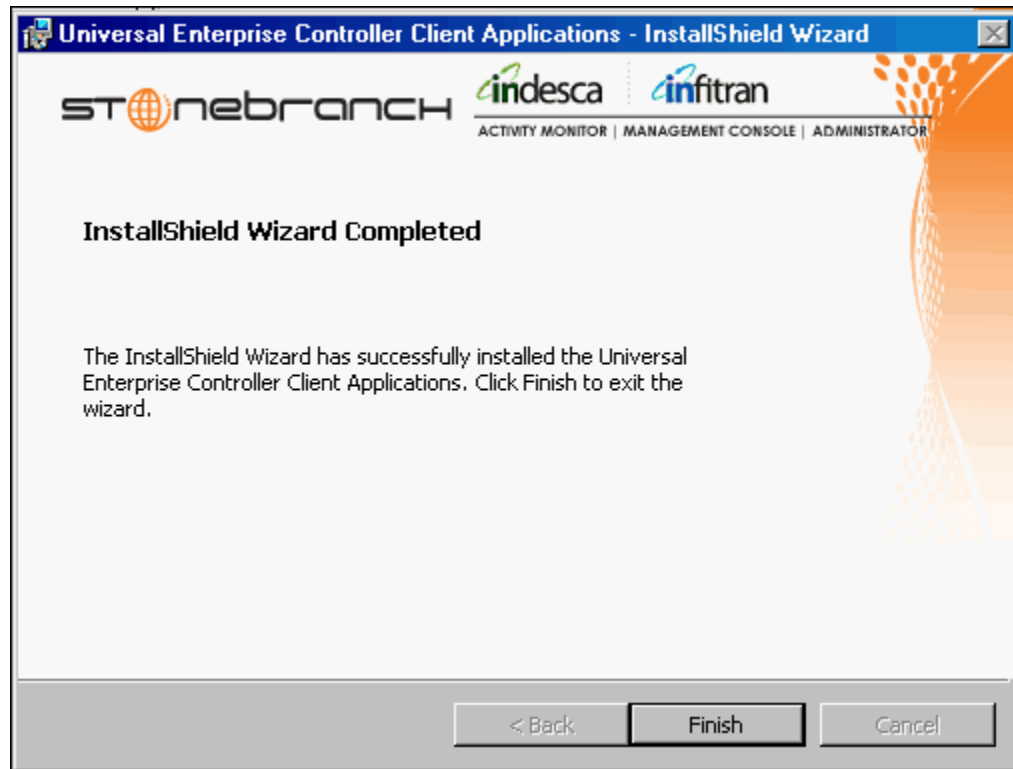 Universal Enterprise Controller Client Applications - InstallShield Wizard
stonebranch indesca infitran
ACTIVITY MONITOR | MANAGEMENT CONSOLE | ADMINISTRATOR
InstallShield Wizard Completed
The InstallShield Wizard has successfully installed the Universal
Enterprise Controller Client Applications. Click Finish to exit the
wizard.
< Back Finish Cancel